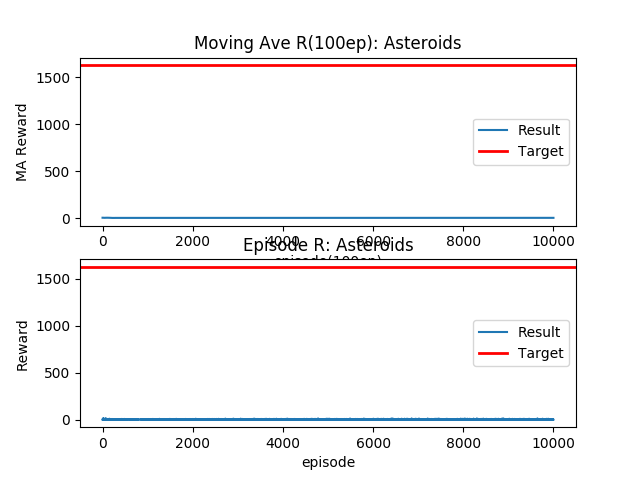 Moving Ave R(100ep): Asteroids
1500
1000
500
0
MA Reward
Result
Target
0 2000 4000 6000 8000 10000
episode(100ep)
Episode R: Asteroids
1500
1000
500
0
Reward
Result
Target
0 2000 4000 6000 8000 10000
episode